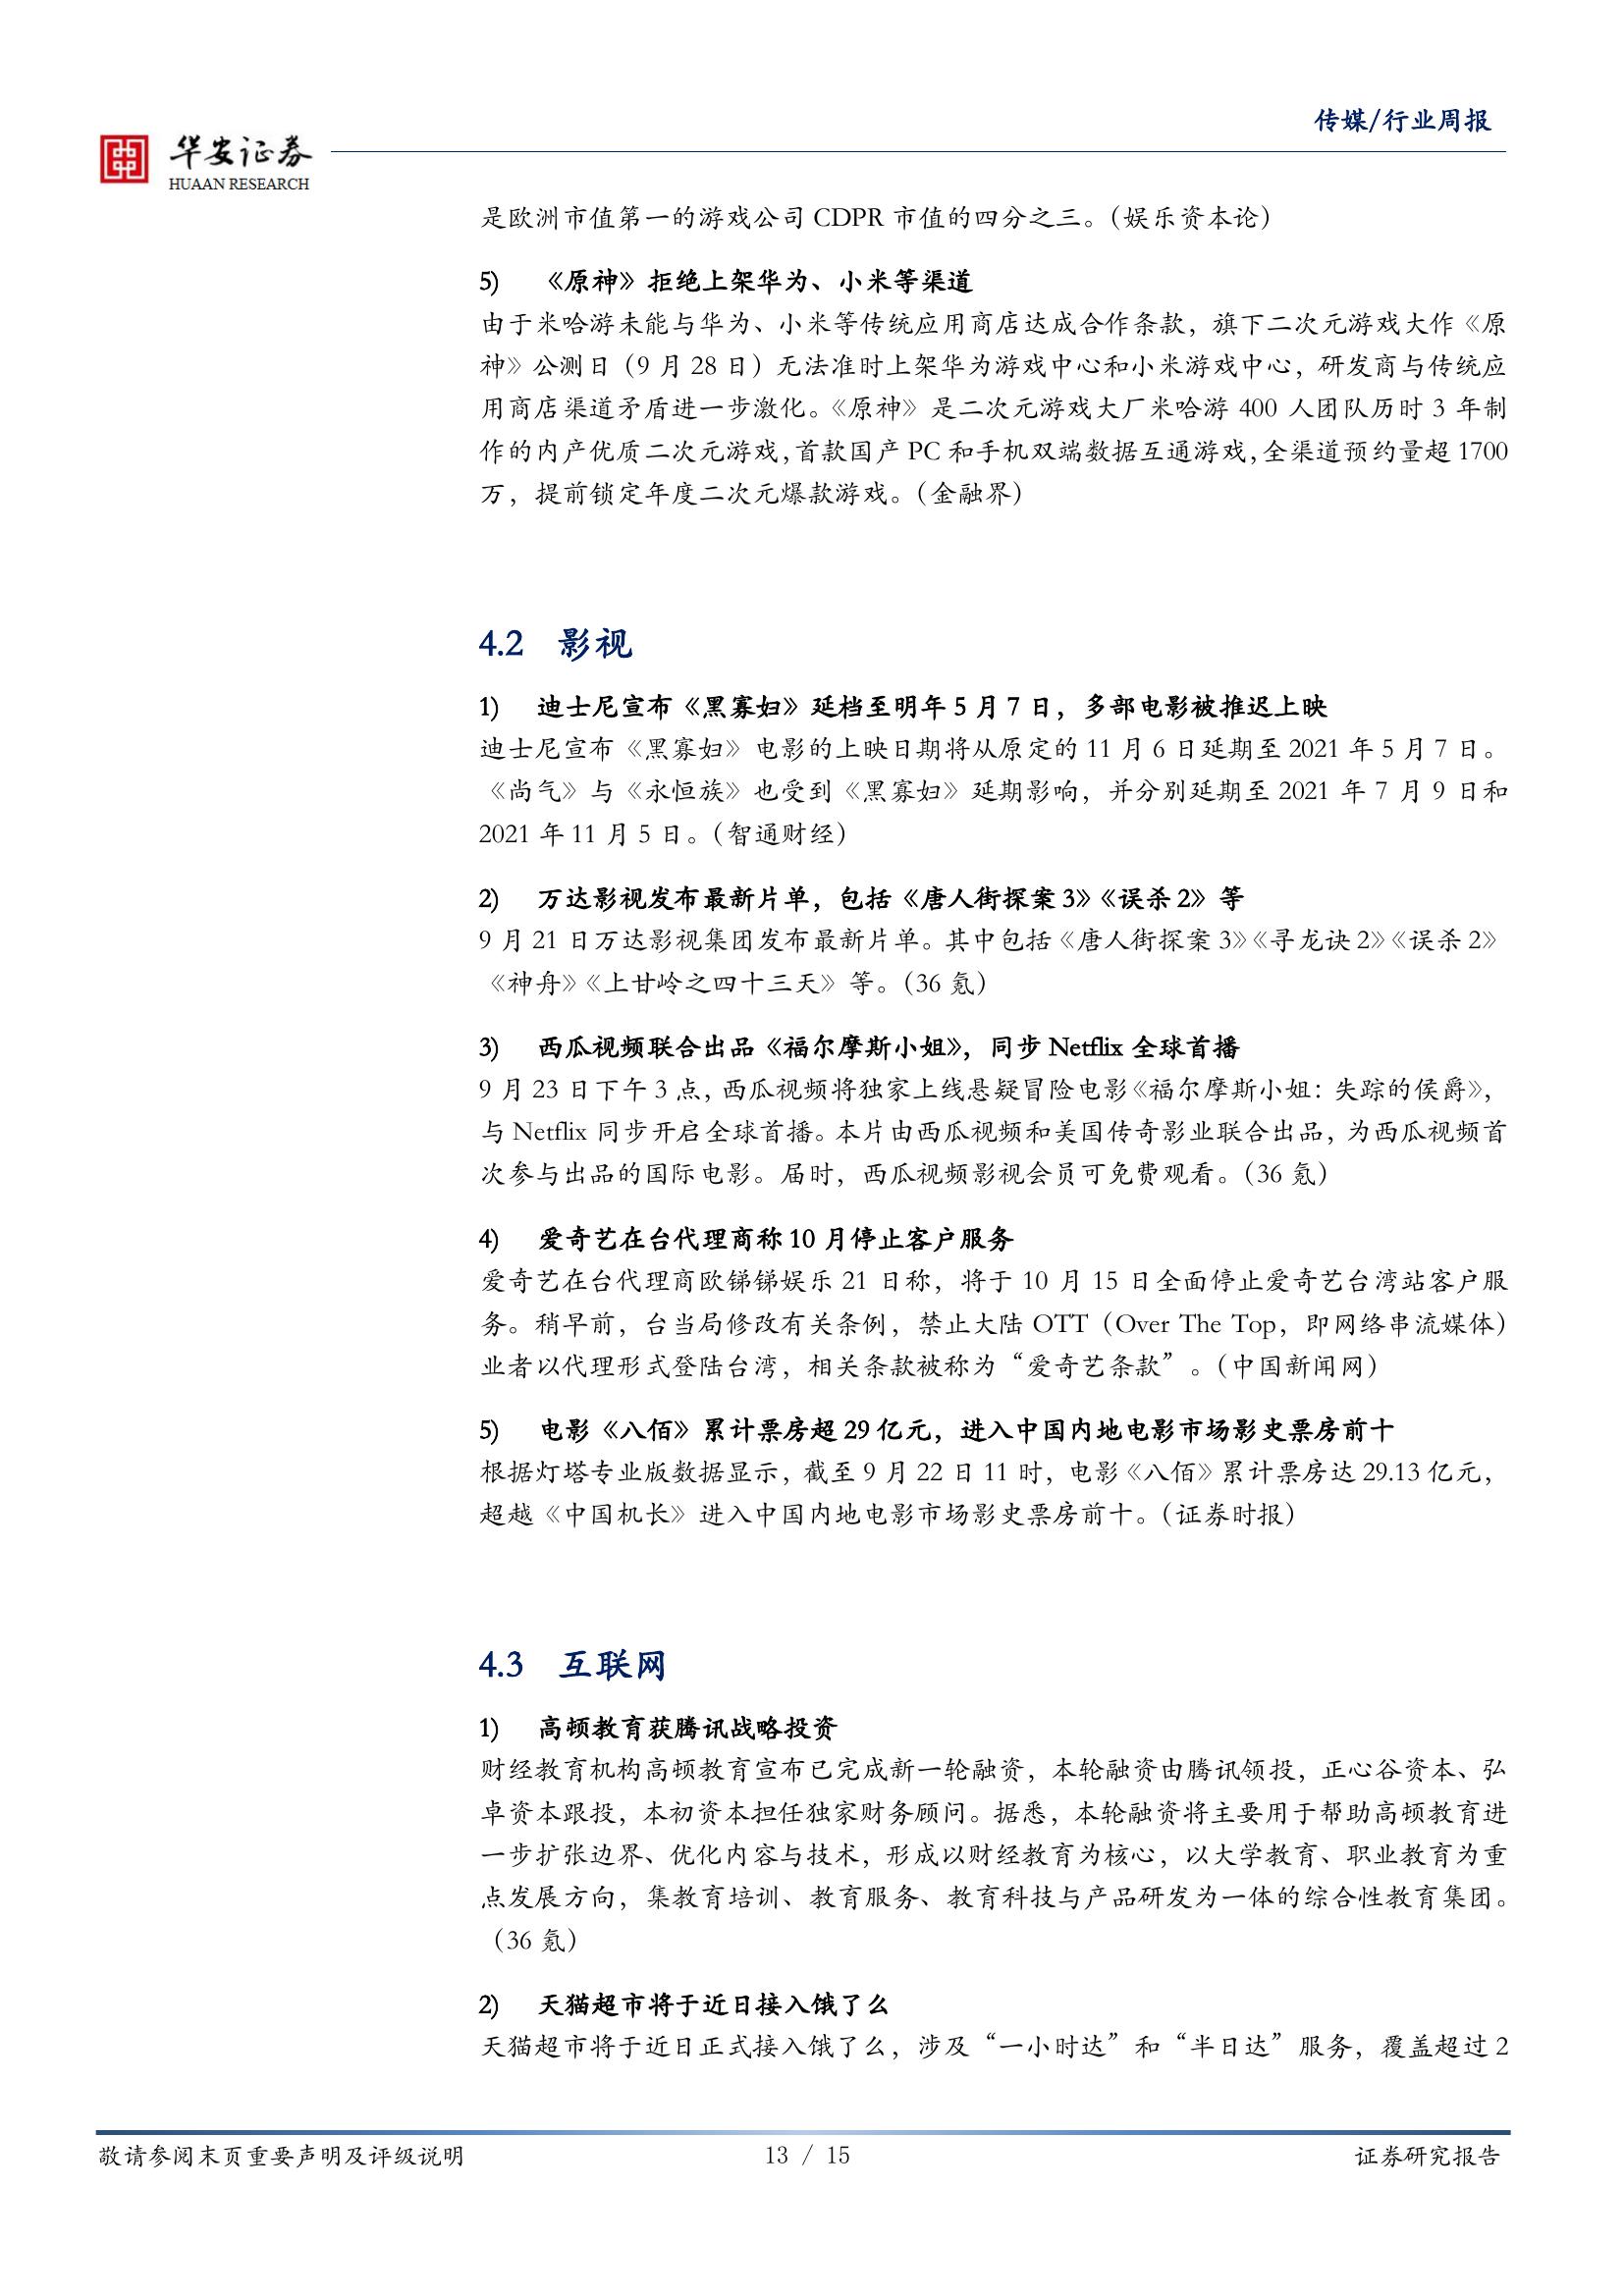 传媒/行业周报
华安证券
HUAAN RESEARCH
是欧洲市值第一的游戏公司 CDPR 市值的四分之三。（娱乐资本论）
5) 《原神》拒绝上架华为、小米等渠道
由于米哈游未能与华为、小米等传统应用商店达成合作条款，旗下二次元游戏大作《原
神》公测日（9 月 28 日）无法准时上架华为游戏中心和小米游戏中心，研发商与传统应
用商店渠道矛盾进一步激化。《原神》是二次元游戏大厂米哈游 400 人团队历时 3 年制
作的内产优质二次元游戏，首款国产 PC 和手机双端数据互通游戏，全渠道预约量超 1700
万，提前锁定年度二次元爆款游戏。（金融界）
4.2 影视
1) 迪士尼宣布《黑寡妇》延档至明年 5 月 7 日，多部电影被推迟上映
迪士尼宣布《黑寡妇》电影的上映日期将从原定的 11 月 6 日延期至 2021 年 5 月 7 日。
《尚气》与《永恒族》也受到《黑寡妇》延期影响，并分别延期至 2021 年 7 月 9 日和
2021 年 11 月 5 日。（智通财经）
2) 万达影视发布最新片单，包括《唐人街探案 3》《误杀 2》等
9 月 21 日万达影视集团发布最新片单。其中包括《唐人街探案 3》《寻龙诀 2》《误杀 2》
《神舟》《上甘岭之四十三天》等。（36 氪）
3) 西瓜视频联合出品《福尔摩斯小姐》，同步 Netflix 全球首播
9 月 23 日下午 3 点，西瓜视频将独家上线悬疑冒险电影《福尔摩斯小姐：失踪的侯爵》，
与 Netflix 同步开启全球首播。本片由西瓜视频和美国传奇影业联合出品，为西瓜视频首
次参与出品的国际电影。届时，西瓜视频影视会员可免费观看。（36 氪）
4) 爱奇艺在台代理商称 10 月停止客户服务
爱奇艺在台代理商欧锑锑娱乐 21 日称，将于 10 月 15 日全面停止爱奇艺台湾站客户服
务。稍早前，台当局修改有关条例，禁止大陆 OTT（Over The Top，即网络串流媒体）
业者以代理形式登陆台湾，相关条款被称为“爱奇艺条款”。（中国新闻网）
5) 电影《八佰》累计票房超 29 亿元，进入中国内地电影市场影史票房前十
根据灯塔专业版数据显示，截至 9 月 22 日 11 时，电影《八佰》累计票房达 29.13 亿元，
超越《中国机长》进入中国内地电影市场影史票房前十。（证券时报）
4.3 互联网
1) 高顿教育获腾讯战略投资
财经教育机构高顿教育宣布已完成新一轮融资，本轮融资由腾讯领投，正心谷资本、弘
卓资本跟投，本初资本担任独家财务顾问。据悉，本轮融资将主要用于帮助高顿教育进
一步扩张边界、优化内容与技术，形成以财经教育为核心，以大学教育、职业教育为重
点发展方向，集教育培训、教育服务、教育科技与产品研发为一体的综合性教育集团。
（36 氪）
2) 天猫超市将于近日接入饿了么
天猫超市将于近日正式接入饿了么，涉及“一小时达”和“半日达”服务，覆盖超过 2
敬请参阅末页重要声明及评级说明
13 / 15
证券研究报告